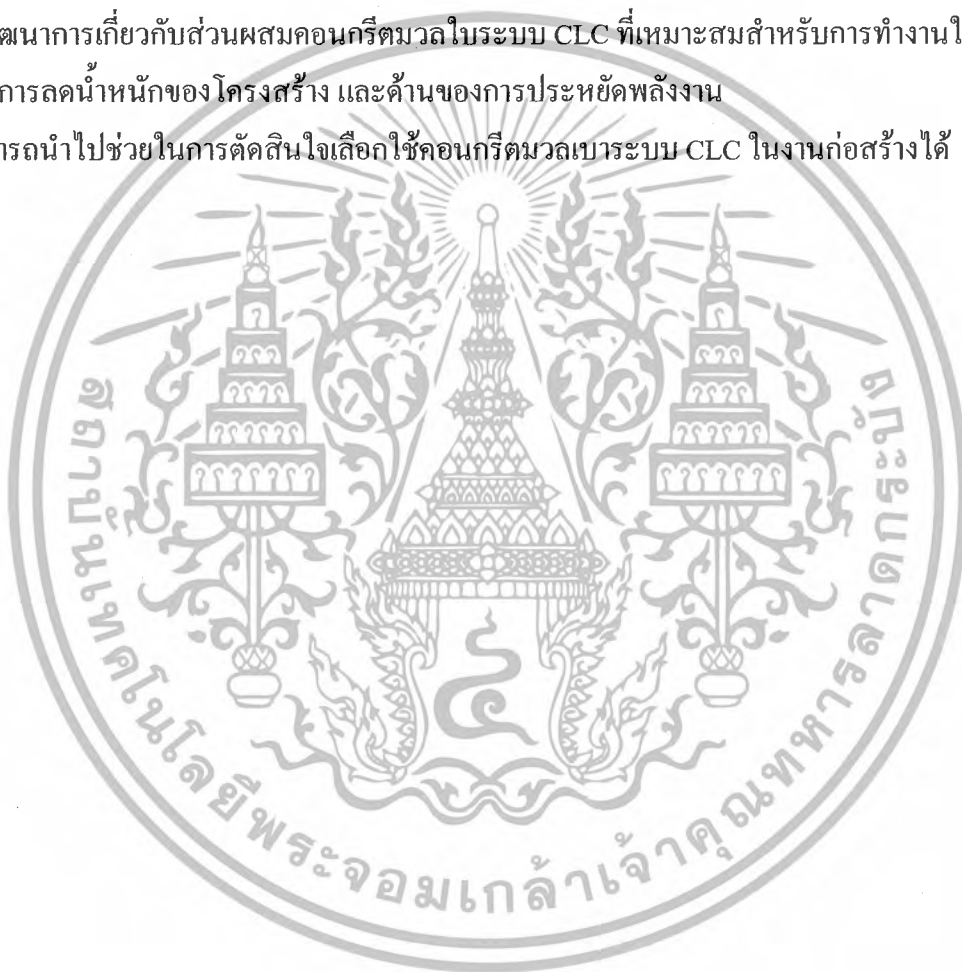 ฒนาการเกี่ยวกับส่วนผสมคอนกรีตมวลใบระบบ CLC ที่เหมาะสมสำหรับการทำงานใ
การลดน้ำหนักของโครงสร้าง และด้านของการประหยัดพลังงาน
ารถนำไปช่วยในการตัดสินใจเลือกใช้คอนกรีตมวลเบาระบบ CLC ในงานก่อสร้างได้
สถาบันเทคโนโลยีพระจอมเกล้าเจ้าคุณทหารลาดกระบัง
๔